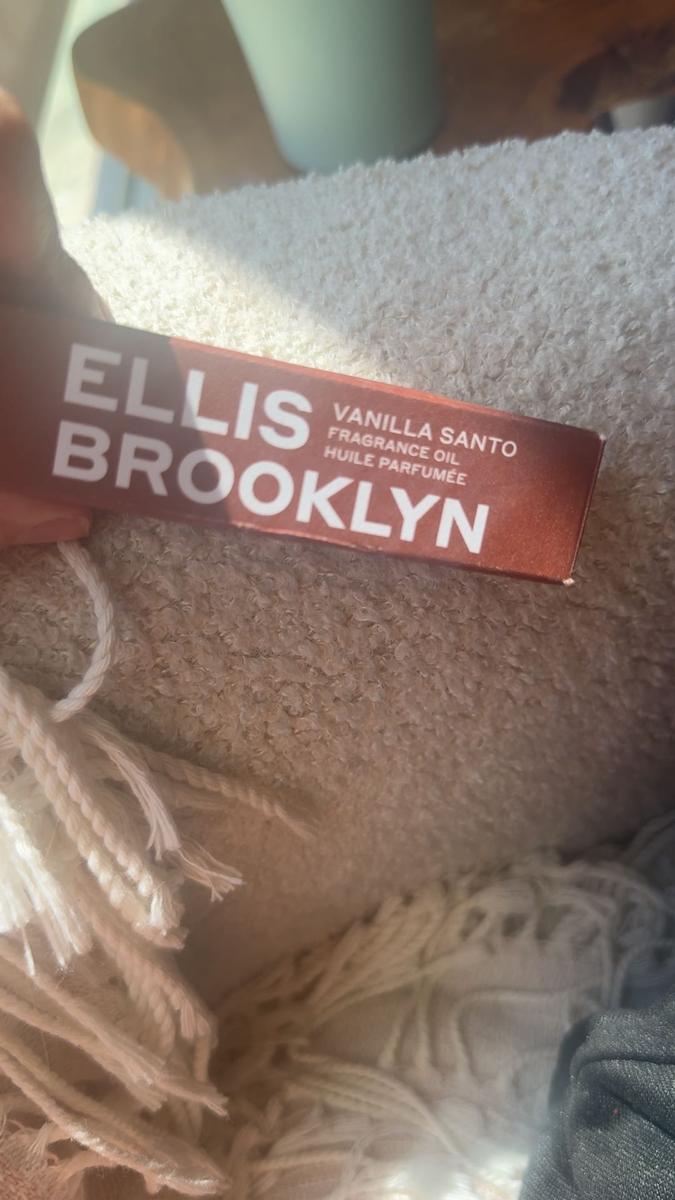 ELLIS
BROOKLYN
VANILLA SANTO
FRAGRANCE OIL
HUILE PARFUMÉE